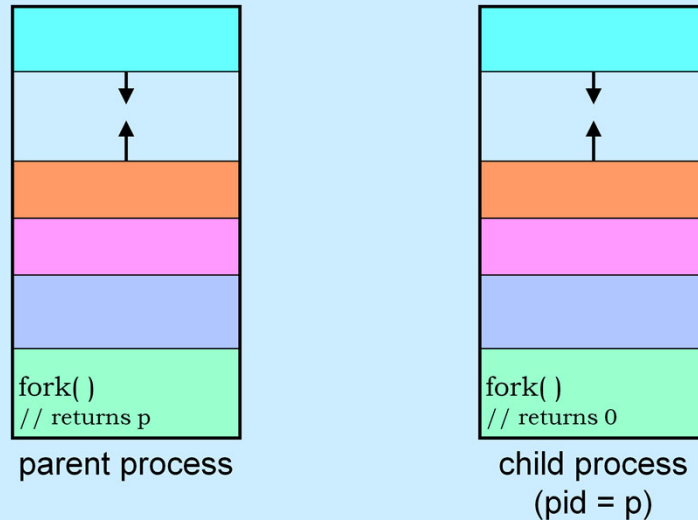 fork( )
// returns p
parent process
fork( )
// returns 0
child process
(pid = p)